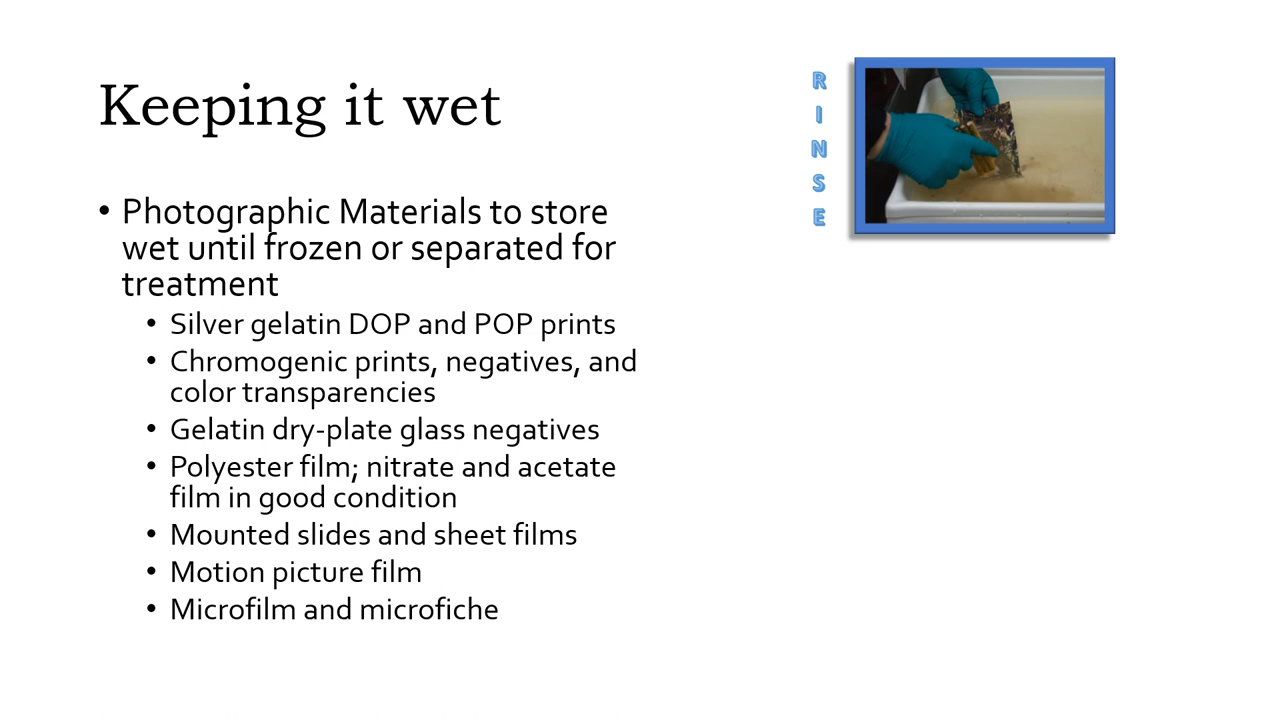 Keeping it wet
• Photographic Materials to store
wet until frozen or separated for
treatment
• Silver gelatin DOP and POP prints
• Chromogenic prints, negatives, and
color transparencies
• Gelatin dry-plate glass negatives
• Polyester film; nitrate and acetate
film in good condition
• Mounted slides and sheet films
• Motion picture film
• Microfilm and microfiche
R
I
N
S
E